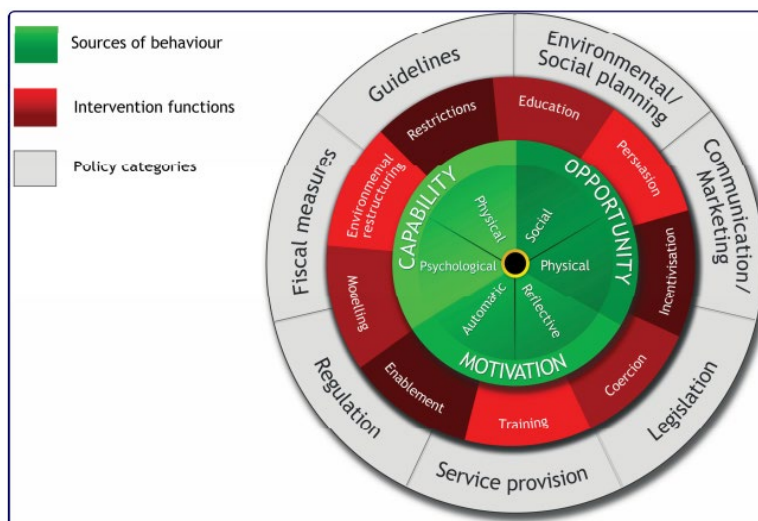 Sources of behaviour
Intervention functions
Policy categories
Guidelines
Environmental/
Social planning
Communication/
Marketing
Legislation
Service provision
Regulation
Fiscal measures
Restrictions
Education
Persuasion
Incentivisation
Coercion
Training
Enablement
Modelling
Environmental
restructuring
CAPABILITY
OPPORTUNITY
MOTIVATION
Physical
Social
Psychological
Physical
Automatic
Reflective